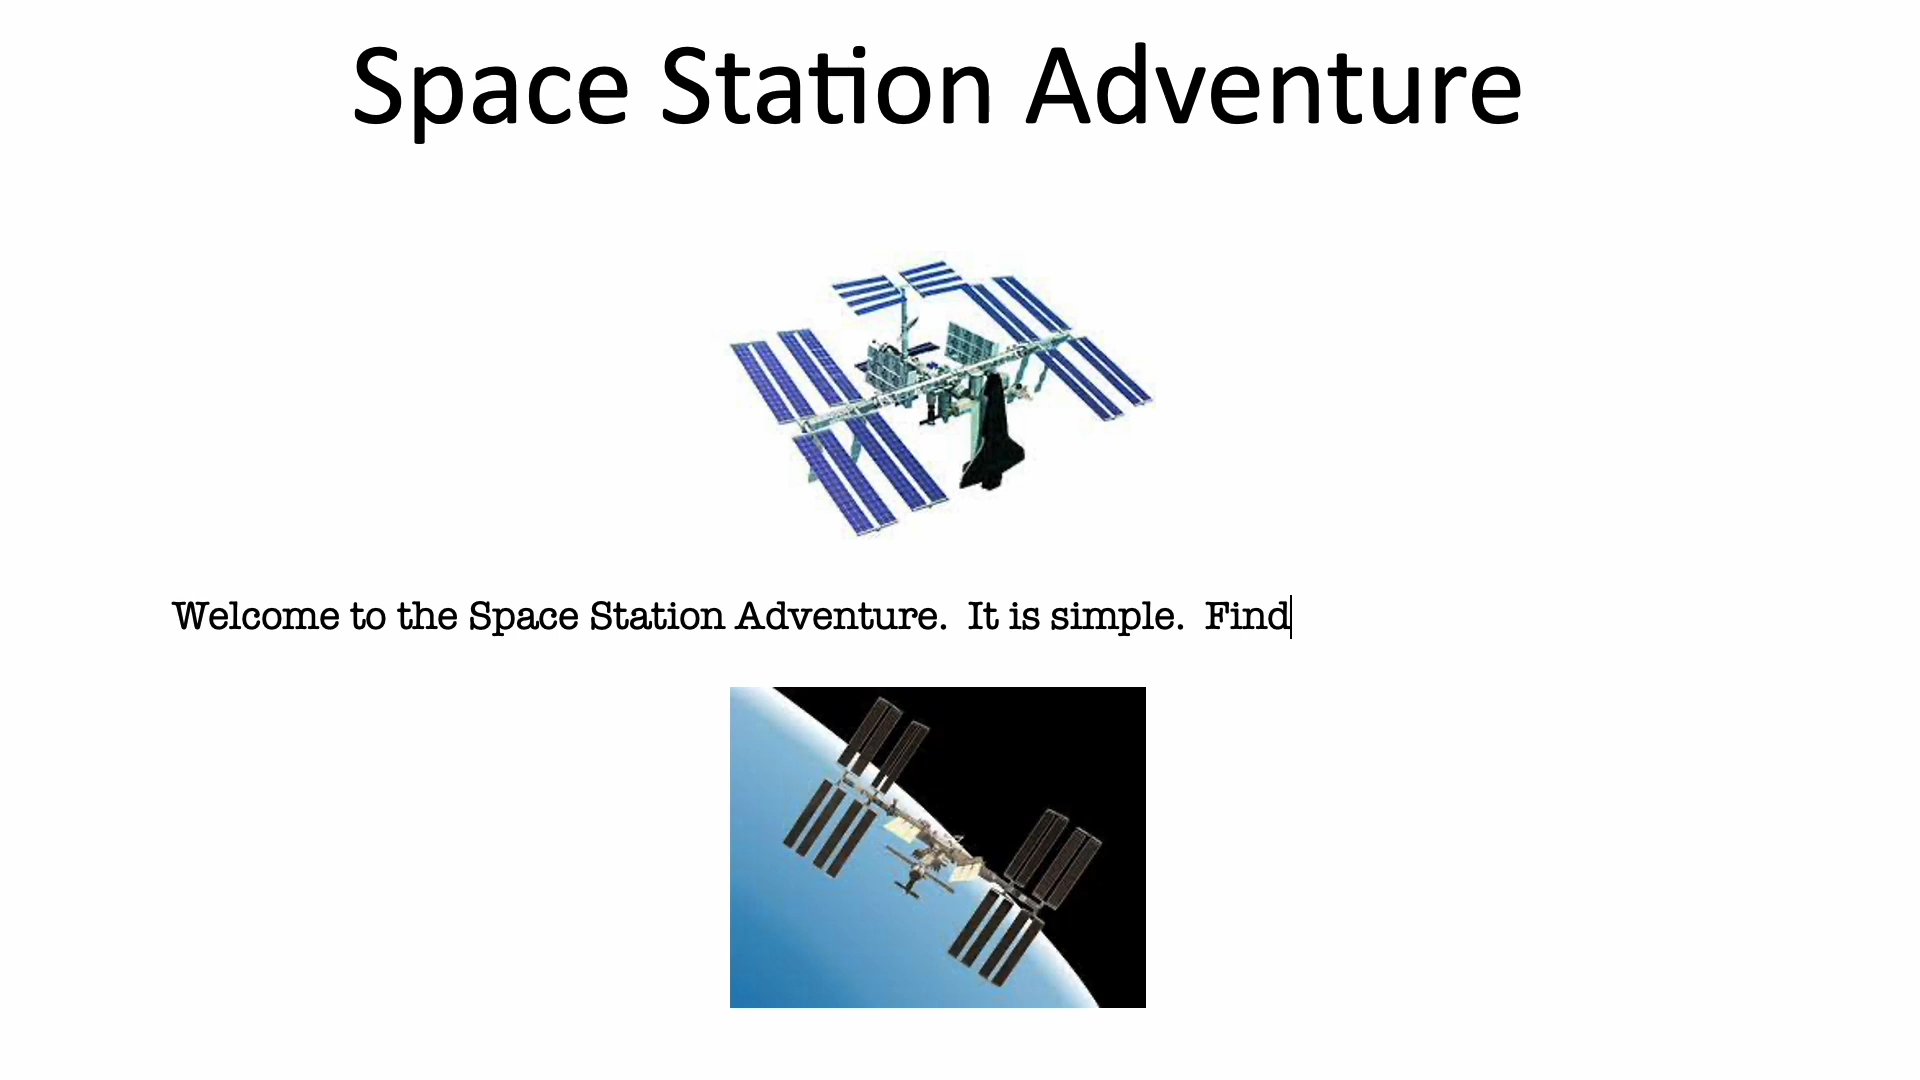 Space Station Adventure
Welcome to the Space Station Adventure.  It is simple.  Find